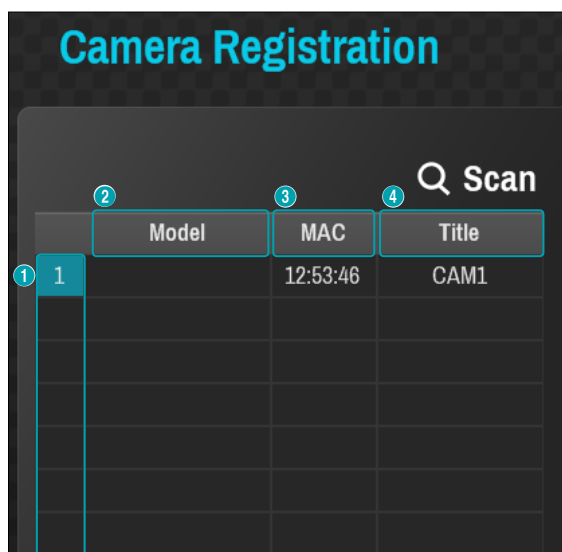 Camera Registration
Scan
2 3 4
Model MAC Title
1 1 12:53:46 CAM1